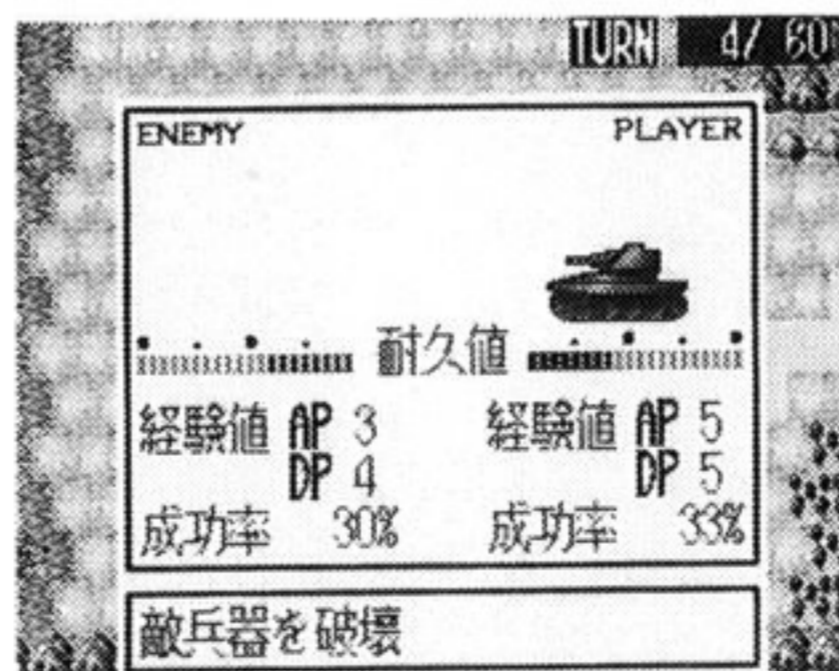 TURN 4/ 60
ENEMY PLAYER
耐久値
経験値 AP 3 経験値 AP 5
DP 4 DP 5
成功率 30% 成功率 33%
敵兵器を破壊